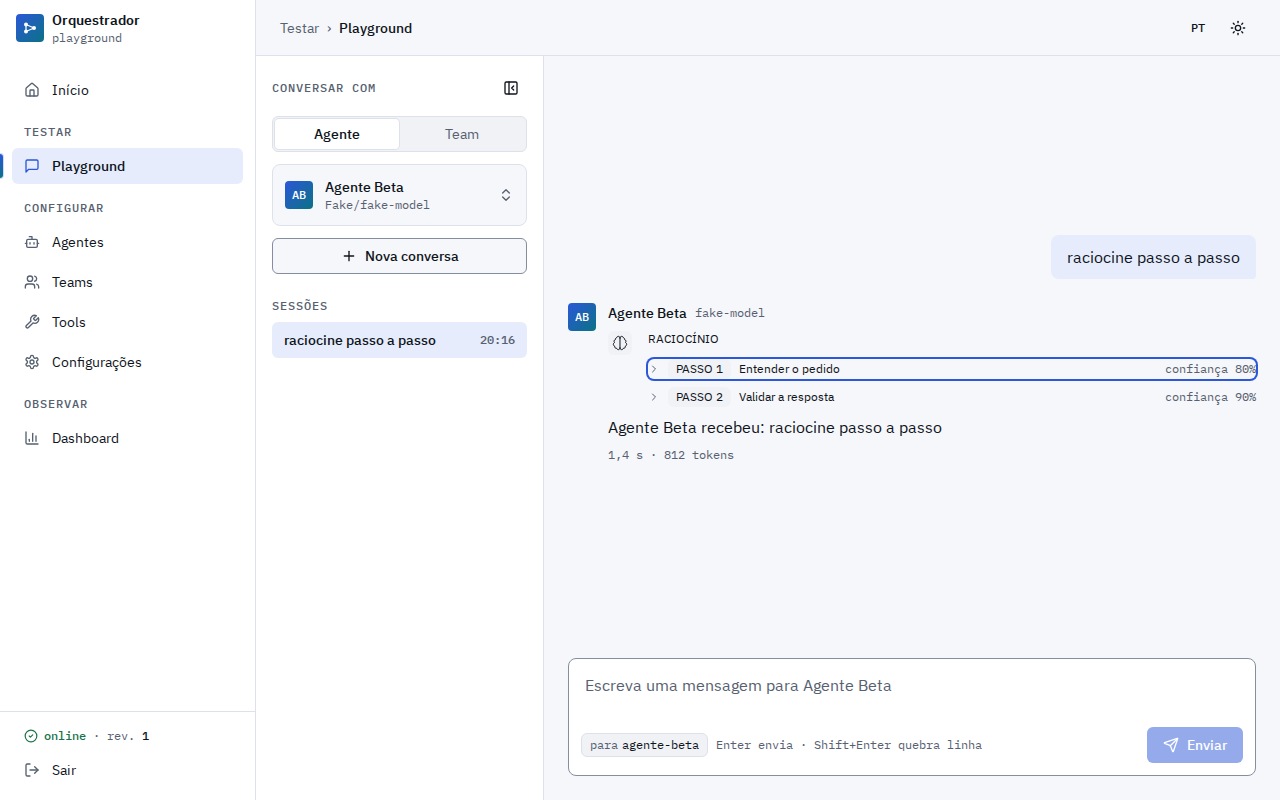 Orquestrador
playground
Início
TESTAR
Playground
CONFIGURAR
Agentes
Teams
Tools
Configurações
OBSERVAR
Dashboard
online · rev. 1
Sair
Testar › Playground
PT
CONVERSAR COM
Agente
Team
AB
Agente Beta
Fake/fake-model
Nova conversa
SESSÕES
raciocine passo a passo 20:16
raciocine passo a passo
AB
Agente Beta fake-model
RACIOCÍNIO
PASSO 1 Entender o pedido confiança 80%
PASSO 2 Validar a resposta confiança 90%
Agente Beta recebeu: raciocine passo a passo
1,4 s · 812 tokens
Escreva uma mensagem para Agente Beta
para agente-beta Enter envia · Shift+Enter quebra linha
Enviar